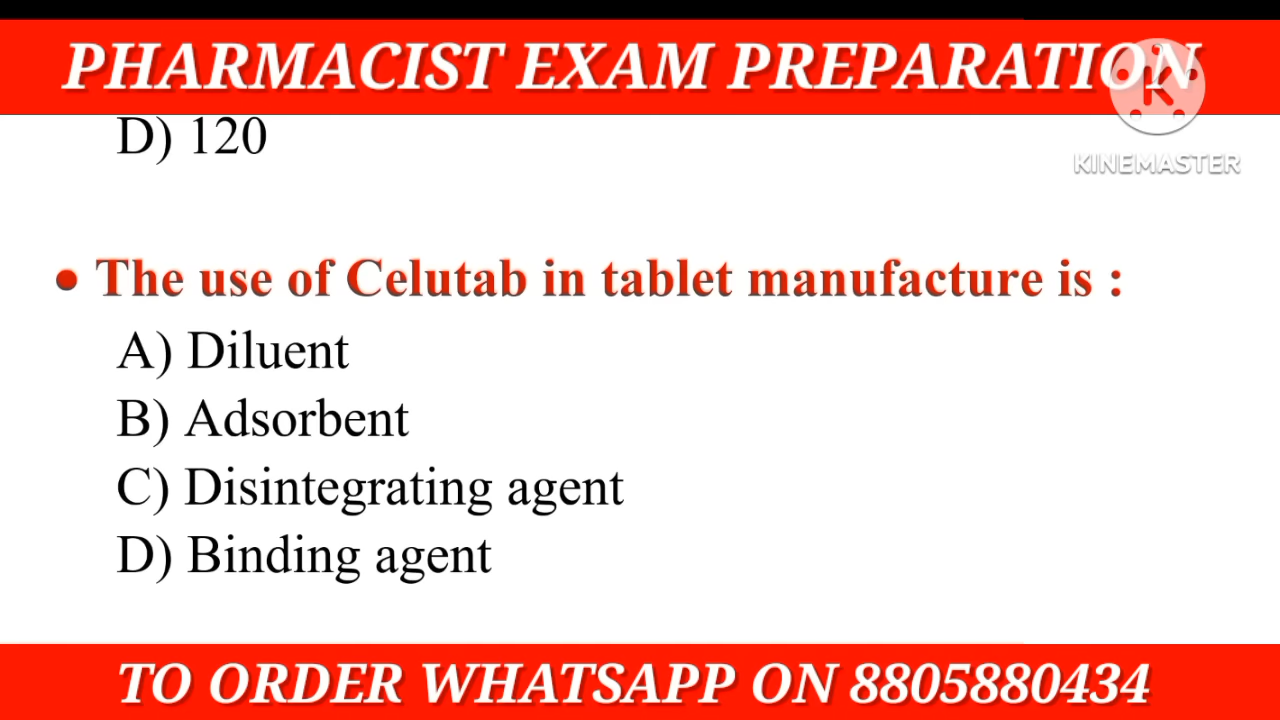 PHARMACIST EXAM PREPARATION
D) 120
KINEMASTER
• The use of Celutab in tablet manufacture is :
A) Diluent
B) Adsorbent
C) Disintegrating agent
D) Binding agent
TO ORDER WHATSAPP ON 8805880434